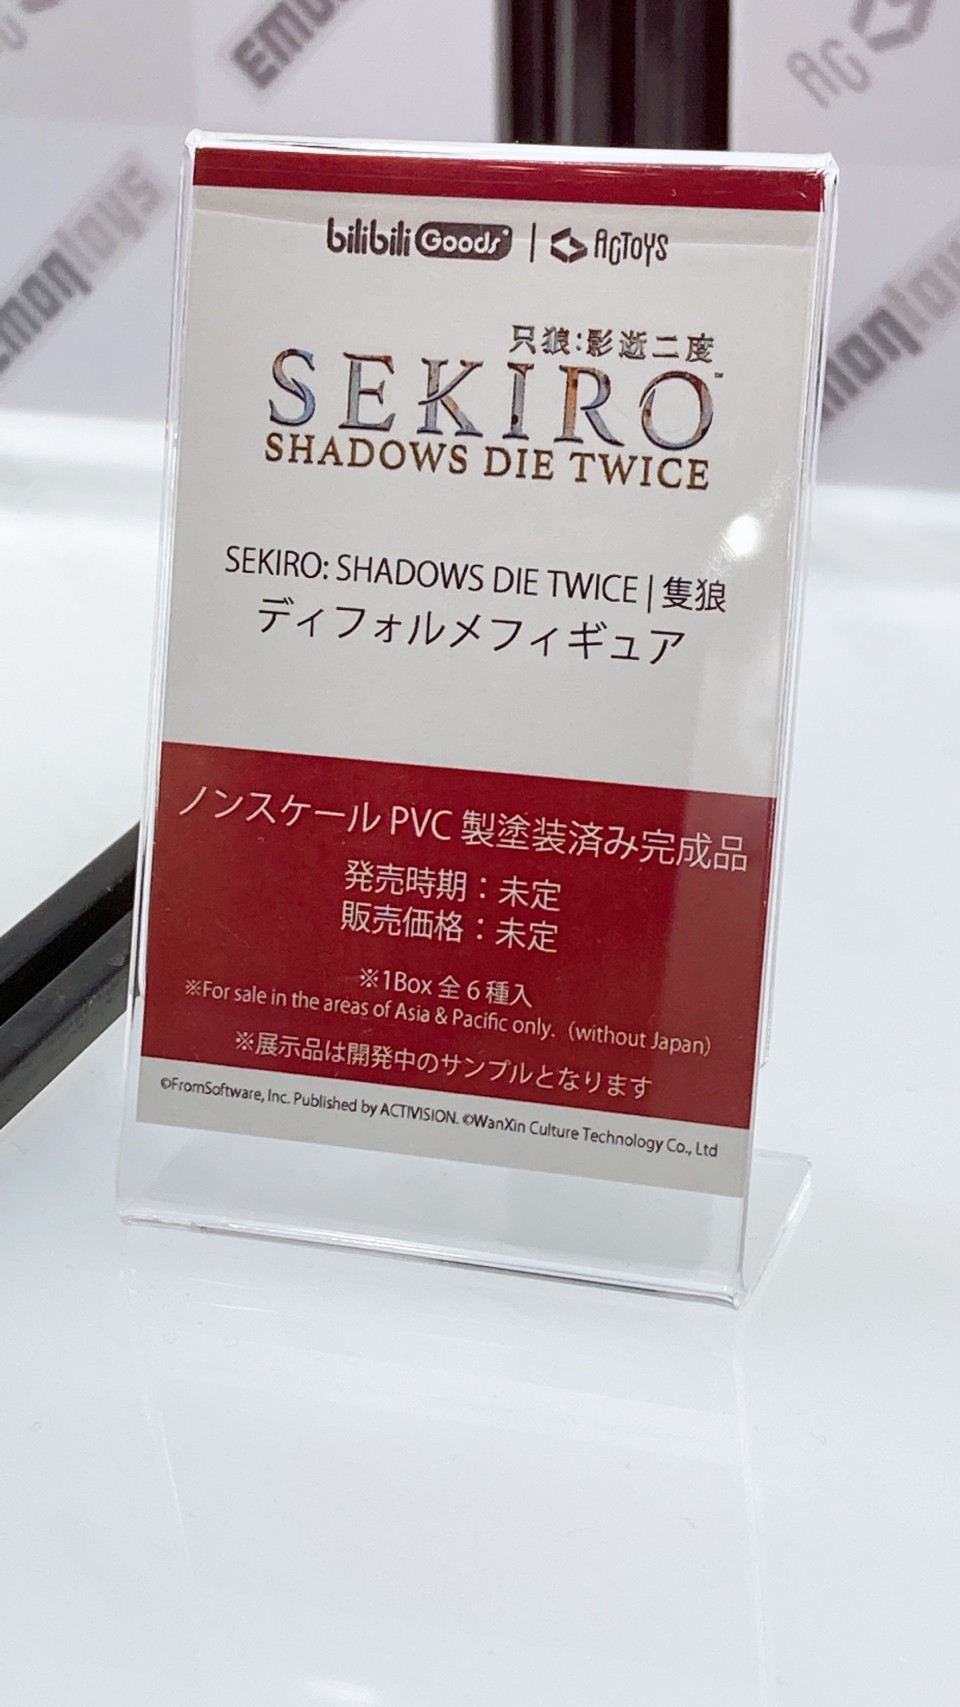 bilibili Goods | ACTOYS
只狼:影逝二度
SEKIRO™
SHADOWS DIE TWICE
SEKIRO: SHADOWS DIE TWICE | 隻狼
ディフォルメフィギュア
ノンスケール PVC 製塗装済み完成品
発売時期：未定
販売価格：未定
※1Box 全 6 種入
※For sale in the areas of Asia & Pacific only.（without Japan）
※展示品は開発中のサンプルとなります
©FromSoftware, Inc. Published by ACTIVISION. ©WanXin Culture Technology Co., Ltd